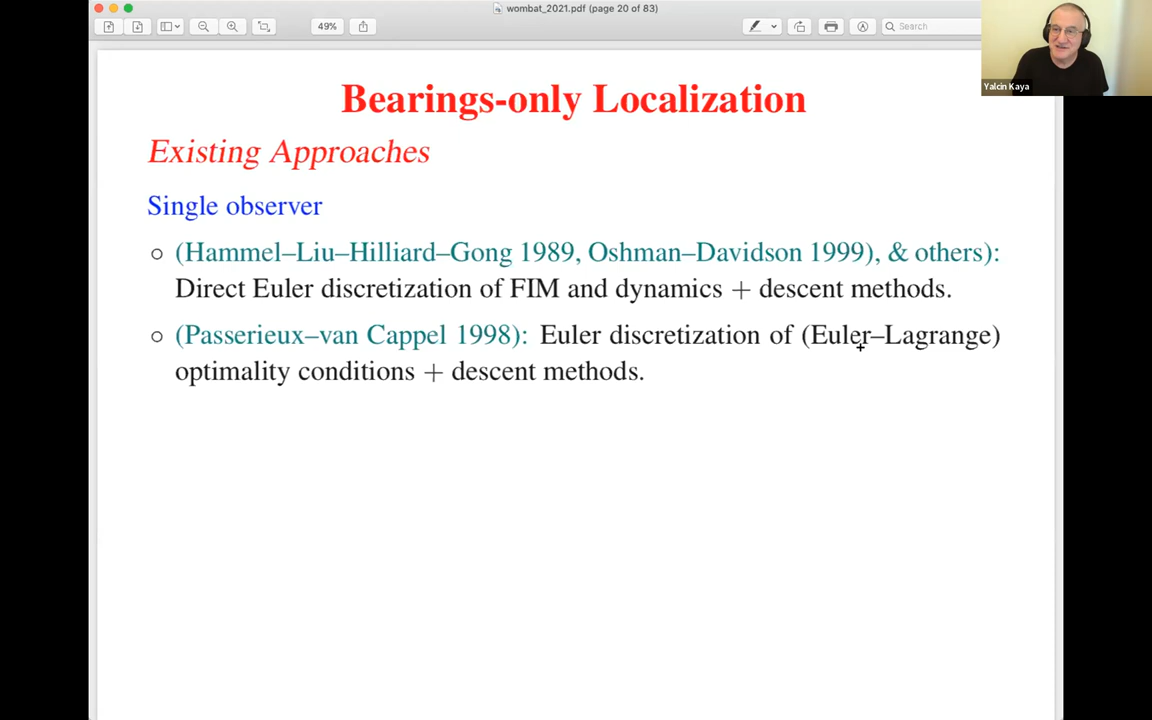 wombat_2021.pdf (page 20 of 83)
49%
Search
Yalcin Kaya
Bearings-only Localization
Existing Approaches
Single observer
(Hammel–Liu–Hilliard–Gong 1989, Oshman–Davidson 1999), & others):
Direct Euler discretization of FIM and dynamics + descent methods.
(Passerieux–van Cappel 1998): Euler discretization of (Euler–Lagrange)
optimality conditions + descent methods.